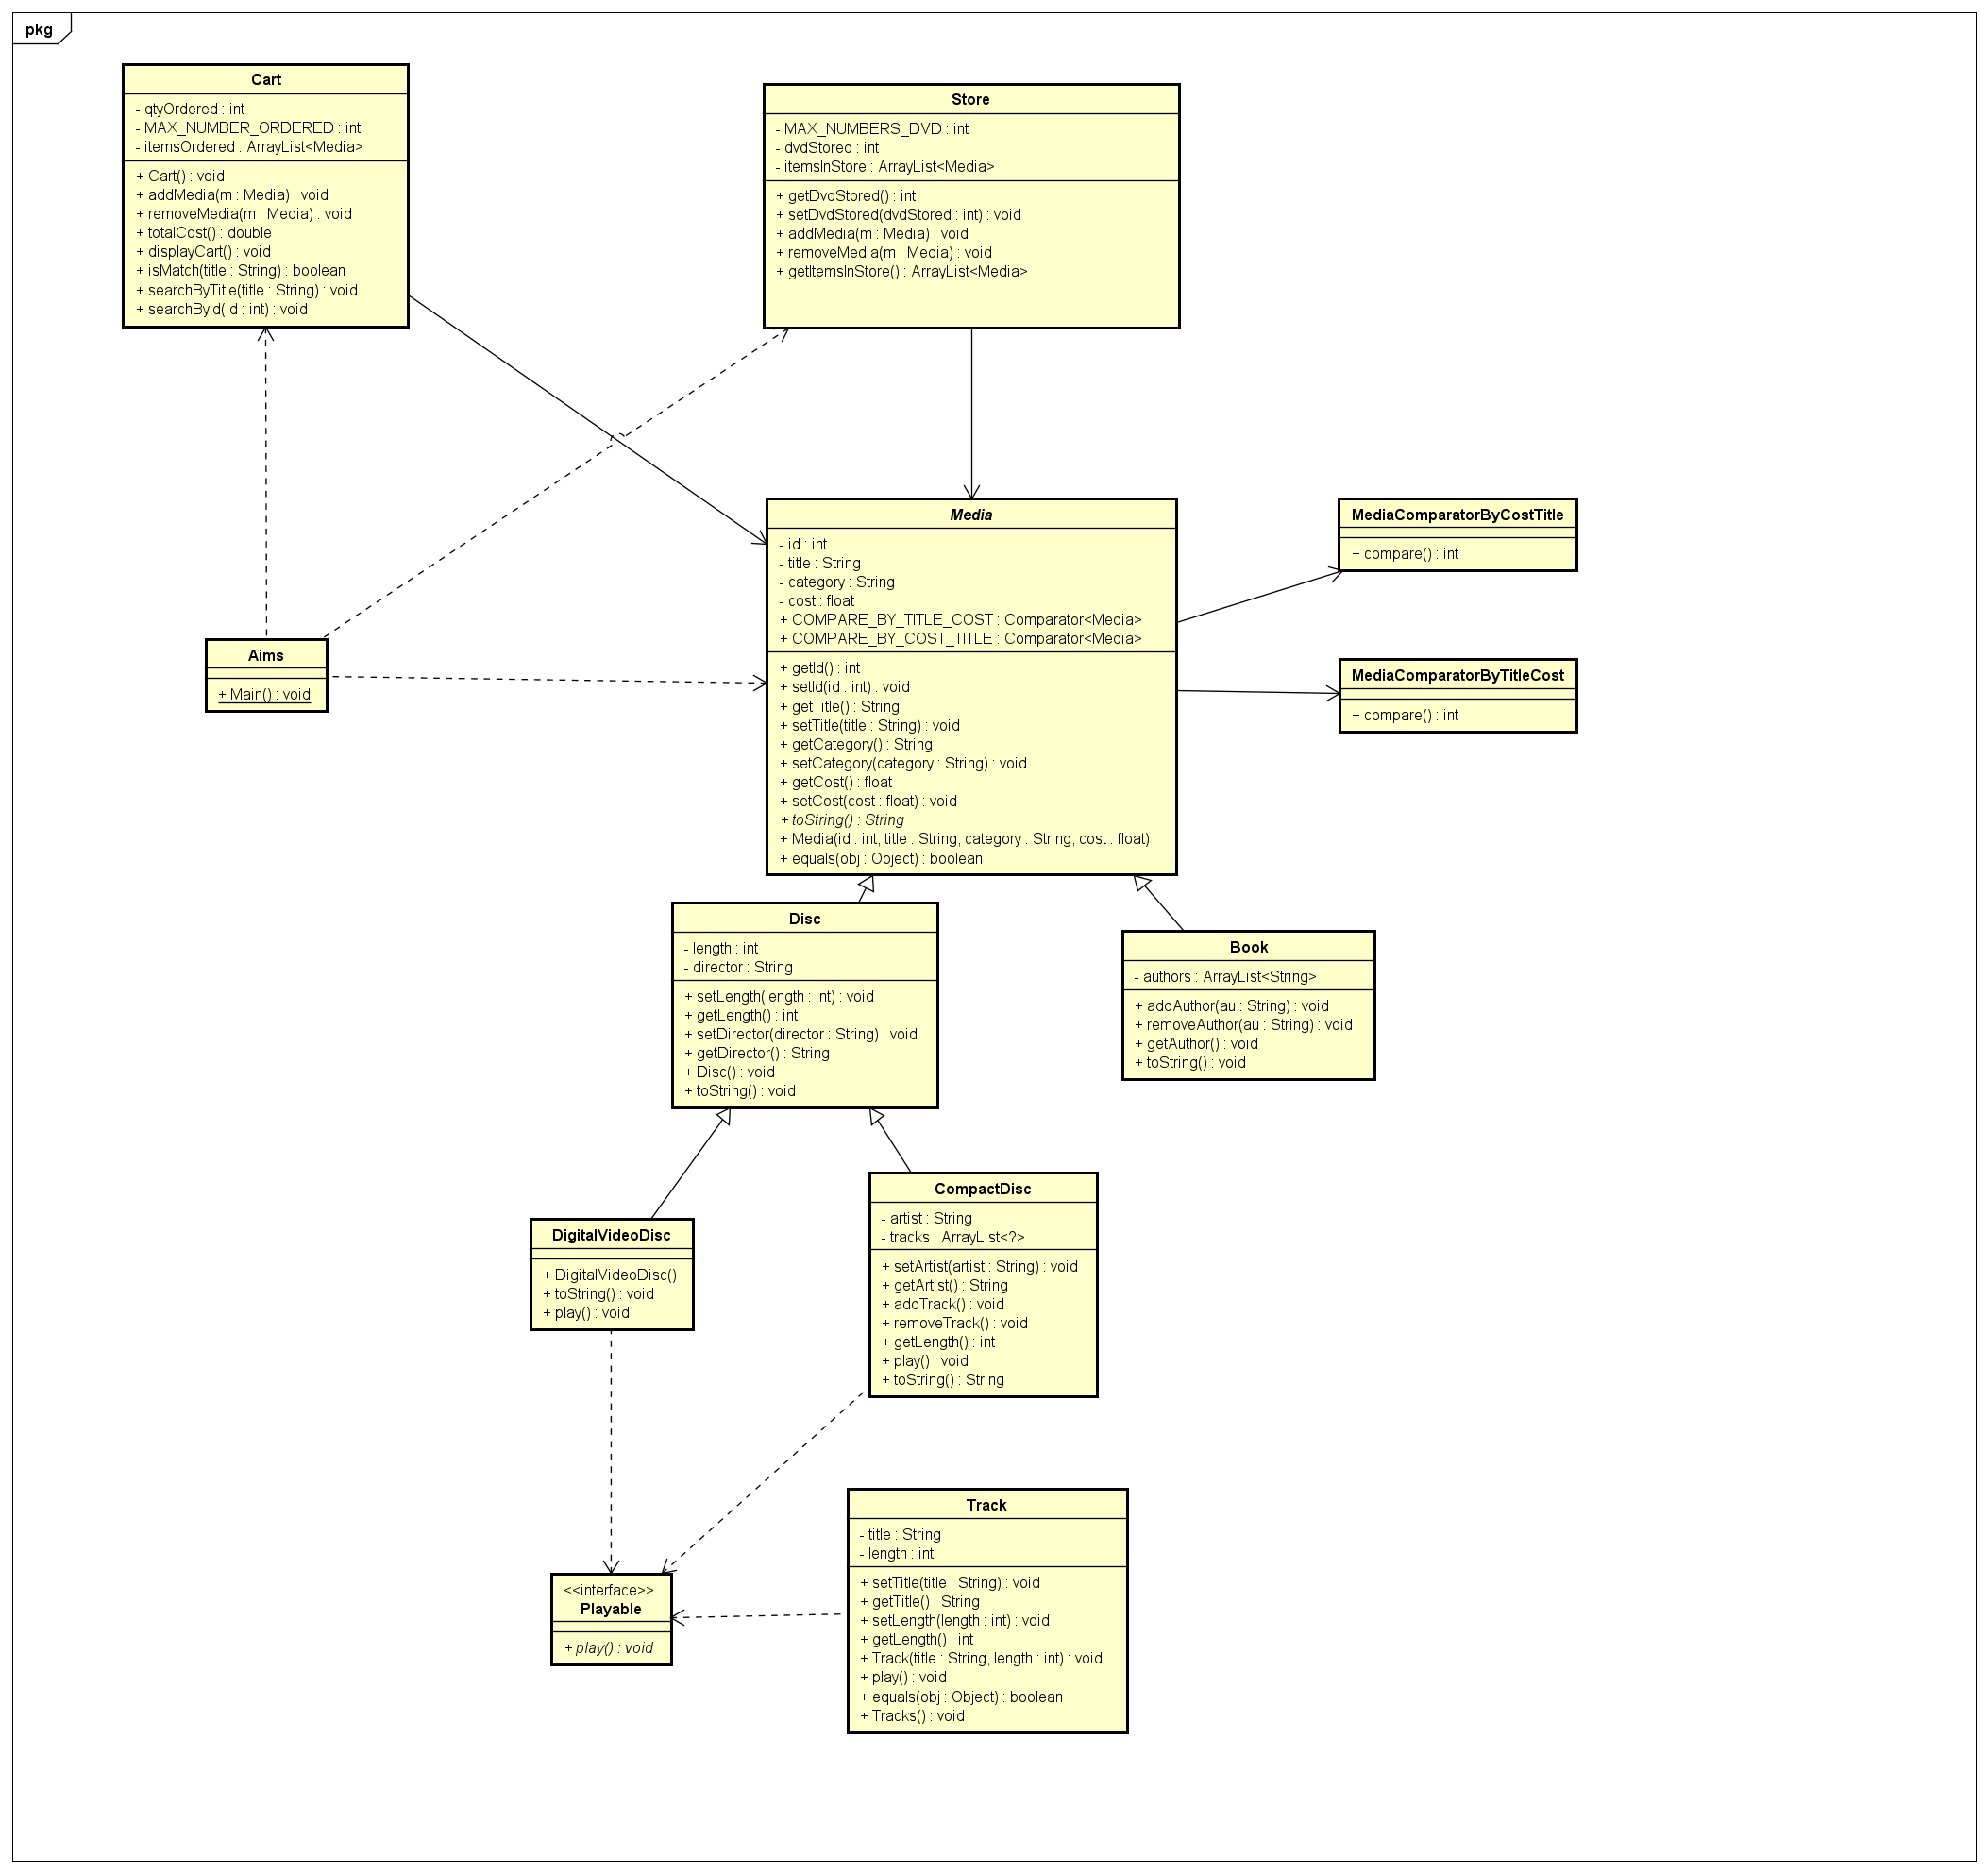 pkg
Cart
- qtyOrdered : int
- MAX_NUMBER_ORDERED : int
- itemsOrdered : ArrayList<Media>
+ Cart() : void
+ addMedia(m : Media) : void
+ removeMedia(m : Media) : void
+ totalCost() : double
+ displayCart() : void
+ isMatch(title : String) : boolean
+ searchByTitle(title : String) : void
+ searchById(id : int) : void
Store
- MAX_NUMBERS_DVD : int
- dvdStored : int
- itemsInStore : ArrayList<Media>
+ getDvdStored() : int
+ setDvdStored(dvdStored : int) : void
+ addMedia(m : Media) : void
+ removeMedia(m : Media) : void
+ getItemsInStore() : ArrayList<Media>
Media
- id : int
- title : String
- category : String
- cost : float
+ COMPARE_BY_TITLE_COST : Comparator<Media>
+ COMPARE_BY_COST_TITLE : Comparator<Media>
+ getId() : int
+ setId(id : int) : void
+ getTitle() : String
+ setTitle(title : String) : void
+ getCategory() : String
+ setCategory(category : String) : void
+ getCost() : float
+ setCost(cost : float) : void
+ toString() : String
+ Media(id : int, title : String, category : String, cost : float)
+ equals(obj : Object) : boolean
MediaComparatorByCostTitle
+ compare() : int
Aims
+ Main() : void
MediaComparatorByTitleCost
+ compare() : int
Disc
- length : int
- director : String
+ setLength(length : int) : void
+ getLength() : int
+ setDirector(director : String) : void
+ getDirector() : String
+ Disc() : void
+ toString() : void
Book
- authors : ArrayList<String>
+ addAuthor(au : String) : void
+ removeAuthor(au : String) : void
+ getAuthor() : void
+ toString() : void
DigitalVideoDisc
+ DigitalVideoDisc()
+ toString() : void
+ play() : void
CompactDisc
- artist : String
- tracks : ArrayList<?>
+ setArtist(artist : String) : void
+ getArtist() : String
+ addTrack() : void
+ removeTrack() : void
+ getLength() : int
+ play() : void
+ toString() : String
<<interface>>
Playable
+ play() : void
Track
- title : String
- length : int
+ setTitle(title : String) : void
+ getTitle() : String
+ setLength(length : int) : void
+ getLength() : int
+ Track(title : String, length : int) : void
+ play() : void
+ equals(obj : Object) : boolean
+ Tracks() : void